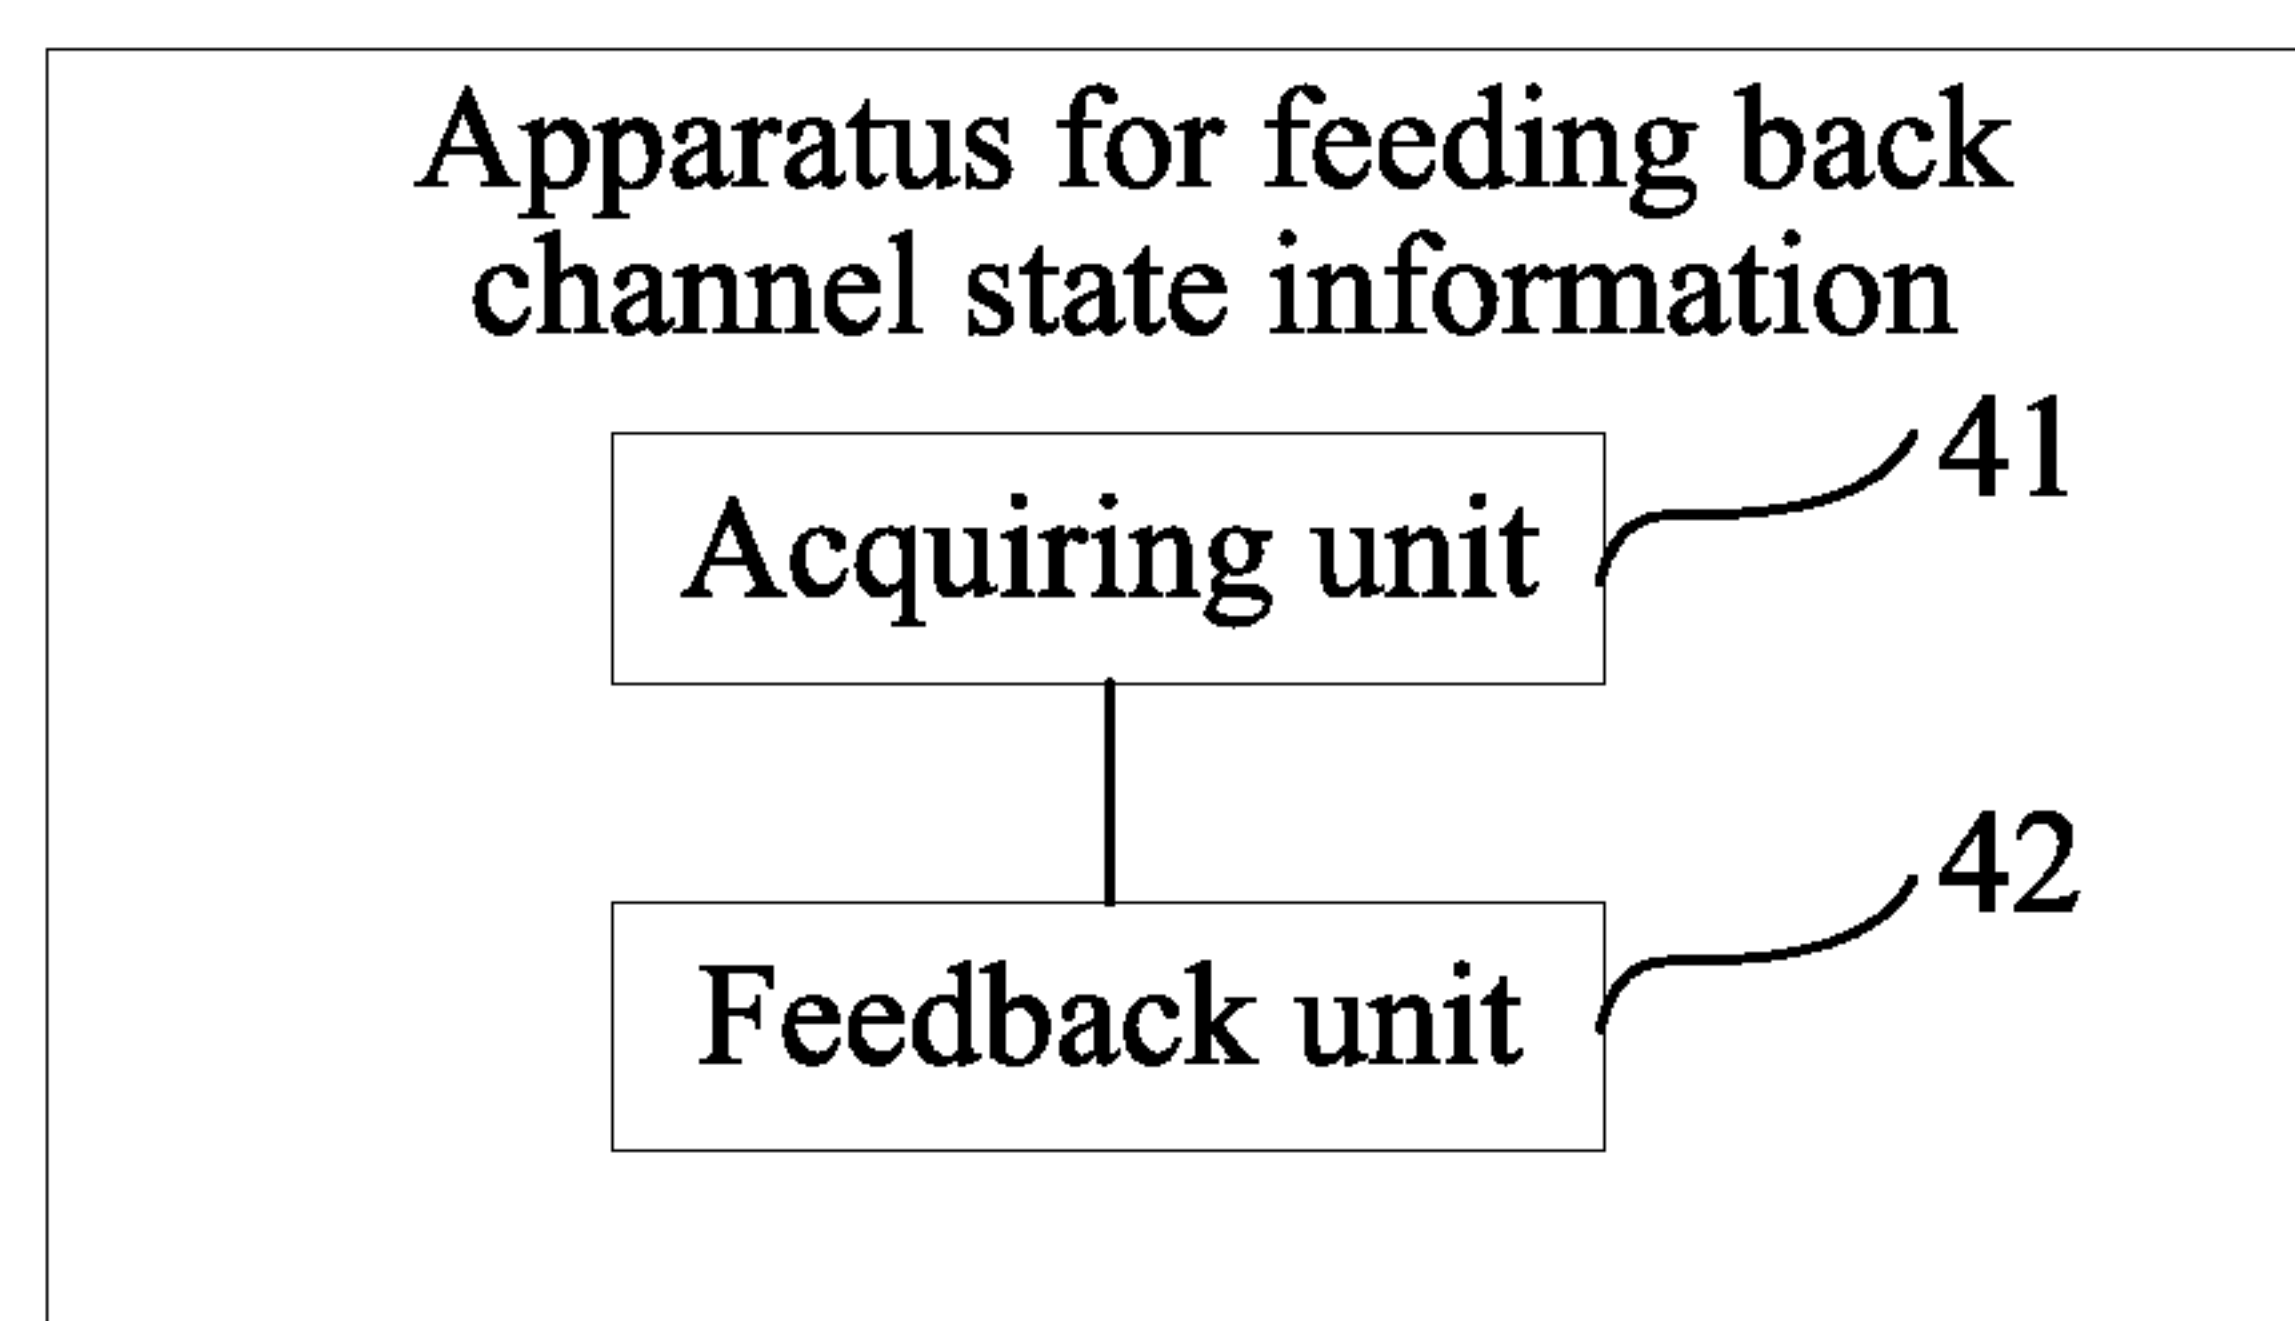 Apparatus for feeding back
channel state information
41
Acquiring unit
42
Feedback unit